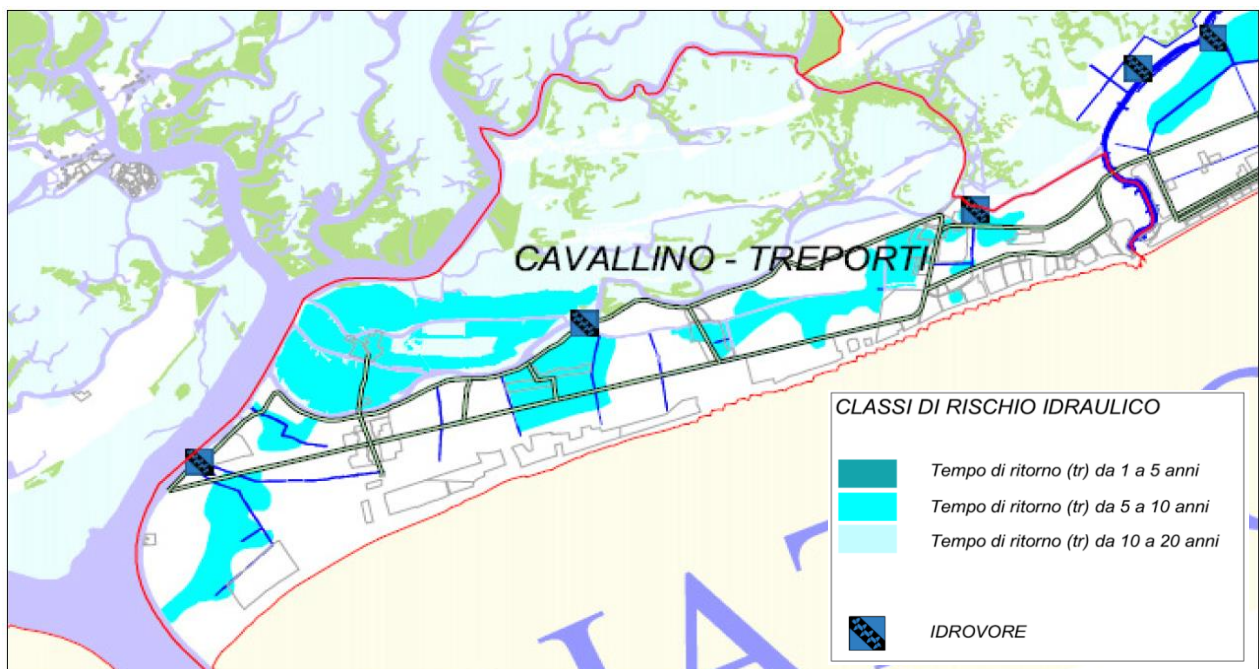 CAVALLINO - TREPORTI
CLASSI DI RISCHIO IDRAULICO
Tempo di ritorno (tr) da 1 a 5 anni
Tempo di ritorno (tr) da 5 a 10 anni
Tempo di ritorno (tr) da 10 a 20 anni
IDROVORE